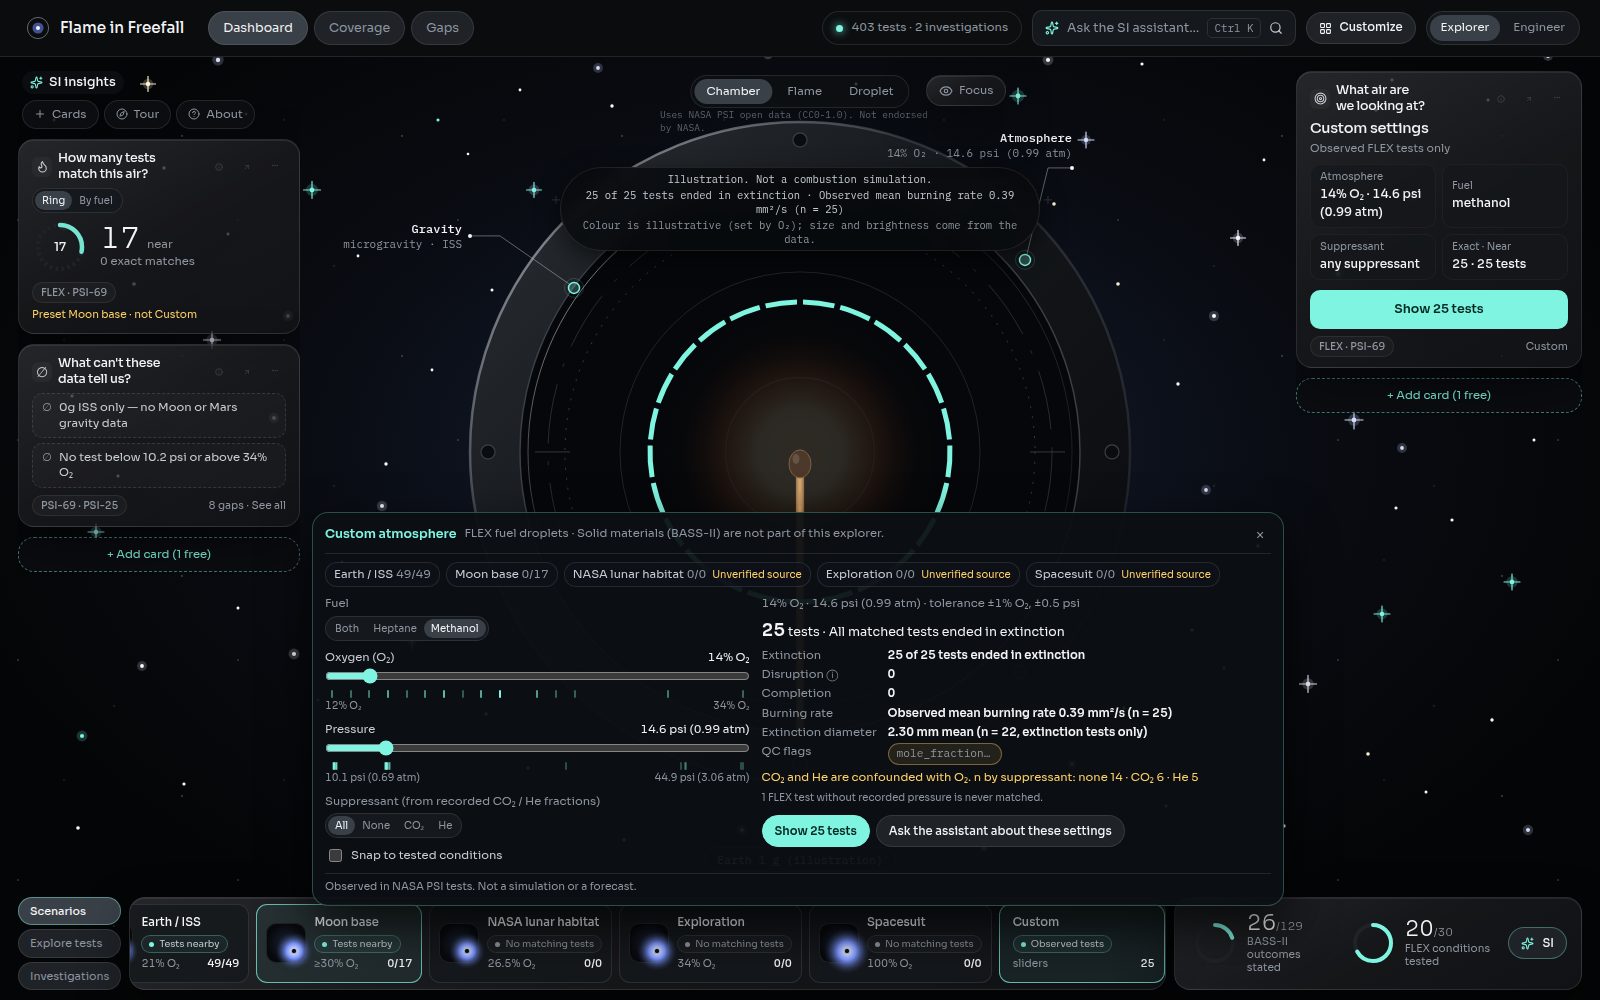 Flame in Freefall
Dashboard
Coverage
Gaps
403 tests · 2 investigations
Ask the SI assistant...
Ctrl K
Customize
Explorer
Engineer
SI insights
Cards
Tour
About
How many tests
match this air?
Ring
By fuel
17
17 near
0 exact matches
FLEX · PSI-69
Preset Moon base · not Custom
What can't these
data tell us?
∅ 0g ISS only — no Moon or Mars
gravity data
∅ No test below 10.2 psi or above 34%
O₂
PSI-69 · PSI-25
8 gaps · See all
+ Add card (1 free)
Chamber
Flame
Droplet
Focus
Uses NASA PSI open data (CC0-1.0). Not endorsed
by NASA.
Atmosphere
14% O₂ · 14.6 psi (0.99 atm)
Illustration. Not a combustion simulation.
25 of 25 tests ended in extinction · Observed mean burning rate 0.39
mm²/s (n = 25)
Colour is illustrative (set by O₂); size and brightness come from the
data.
Gravity
microgravity · ISS
What air are
we looking at?
Custom settings
Observed FLEX tests only
Atmosphere
14% O₂ · 14.6 psi
(0.99 atm)
Fuel
methanol
Suppressant
any suppressant
Exact · Near
25 · 25 tests
Show 25 tests
FLEX · PSI-69
Custom
+ Add card (1 free)
Custom atmosphere FLEX fuel droplets · Solid materials (BASS-II) are not part of this explorer.
×
Earth / ISS 49/49
Moon base 0/17
NASA lunar habitat 0/0 Unverified source
Exploration 0/0 Unverified source
Spacesuit 0/0 Unverified source
Fuel
Both
Heptane
Methanol
Oxygen (O₂)
14% O₂
12% O₂
34% O₂
Pressure
14.6 psi (0.99 atm)
10.1 psi (0.69 atm)
44.9 psi (3.06 atm)
Suppressant (from recorded CO₂ / He fractions)
All
None
CO₂
He
Snap to tested conditions
14% O₂ · 14.6 psi (0.99 atm) · tolerance ±1% O₂, ±0.5 psi
25 tests · All matched tests ended in extinction
Extinction 25 of 25 tests ended in extinction
Disruption 0
Completion 0
Burning rate Observed mean burning rate 0.39 mm²/s (n = 25)
Extinction diameter 2.30 mm mean (n = 22, extinction tests only)
QC flags mole_fraction…
CO₂ and He are confounded with O₂. n by suppressant: none 14 · CO₂ 6 · He 5
1 FLEX test without recorded pressure is never matched.
Show 25 tests
Ask the assistant about these settings
Earth 1 g (illustration)
Observed in NASA PSI tests. Not a simulation or a forecast.
Scenarios
Explore tests
Investigations
Earth / ISS
Tests nearby
21% O₂ 49/49
Moon base
Tests nearby
≥30% O₂ 0/17
NASA lunar habitat
No matching tests
26.5% O₂ 0/0
Exploration
No matching tests
34% O₂ 0/0
Spacesuit
No matching tests
100% O₂ 0/0
Custom
Observed tests
sliders 25
26/129
BASS-II
outcomes
stated
20/30
FLEX conditions
tested
SI